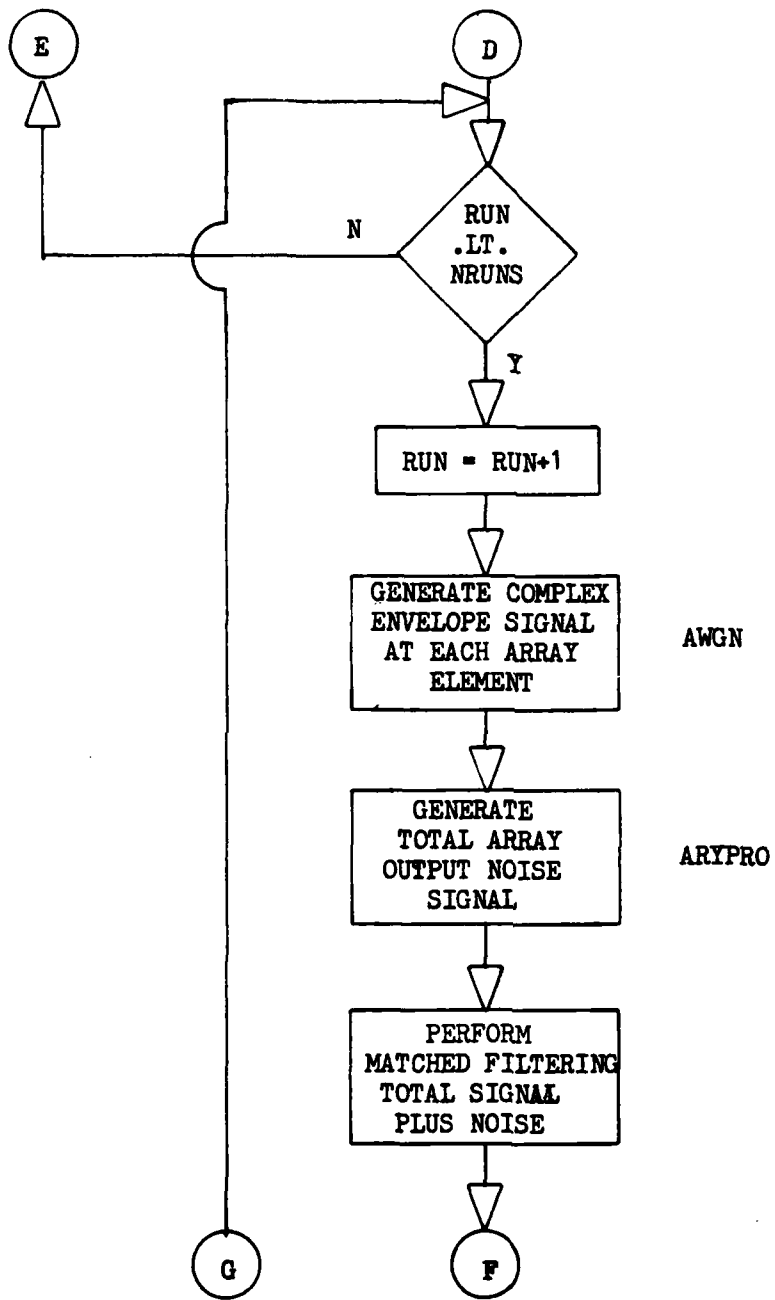 E
D
N
RUN
.LT.
NRUNS
Y
RUN = RUN+1
GENERATE COMPLEX
ENVELOPE SIGNAL
AT EACH ARRAY
ELEMENT
AWGN
GENERATE
TOTAL ARRAY
OUTPUT NOISE
SIGNAL
ARYPRO
PERFORM
MATCHED FILTERING
TOTAL SIGNAL
PLUS NOISE
G
F